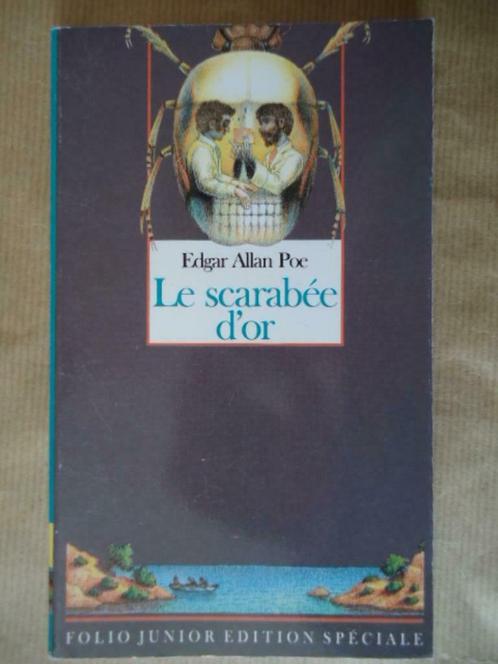 Edgar Allan Poe
Le scarabée
d'or
FOLIO JUNIOR EDITION SPÉCIALE